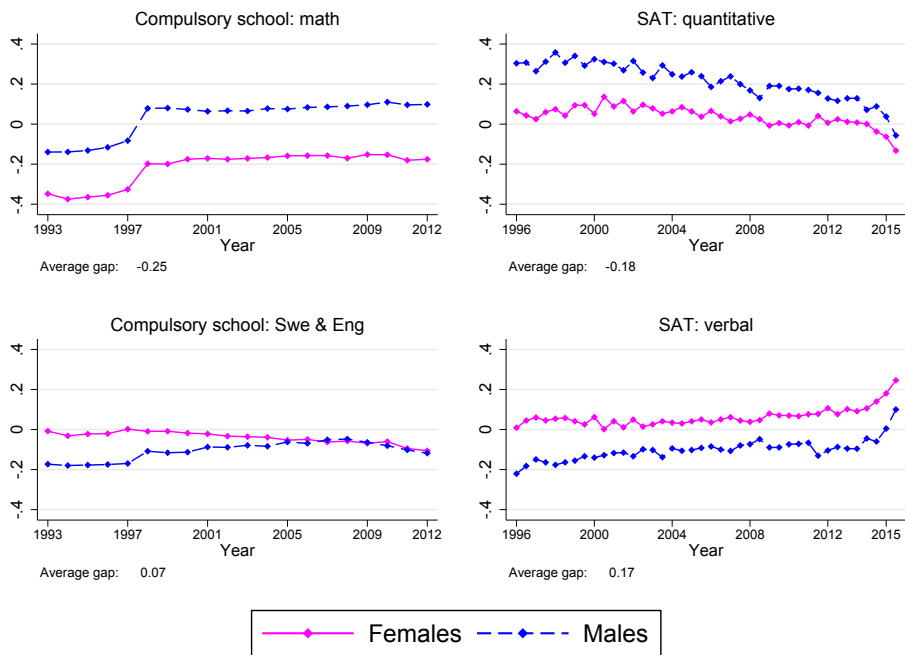 Compulsory school: math
.4
.2
0
-.2
-.4
1993 1997 2001 2005 2009 2012
Year
Average gap: -0.25
SAT: quantitative
.4
.2
0
-.2
-.4
1996 2000 2004 2008 2012 2015
Year
Average gap: -0.18
Compulsory school: Swe & Eng
.4
.2
0
-.2
-.4
1993 1997 2001 2005 2009 2012
Year
Average gap: 0.07
SAT: verbal
.4
.2
0
-.2
-.4
1996 2000 2004 2008 2012 2015
Year
Average gap: 0.17
Females Males